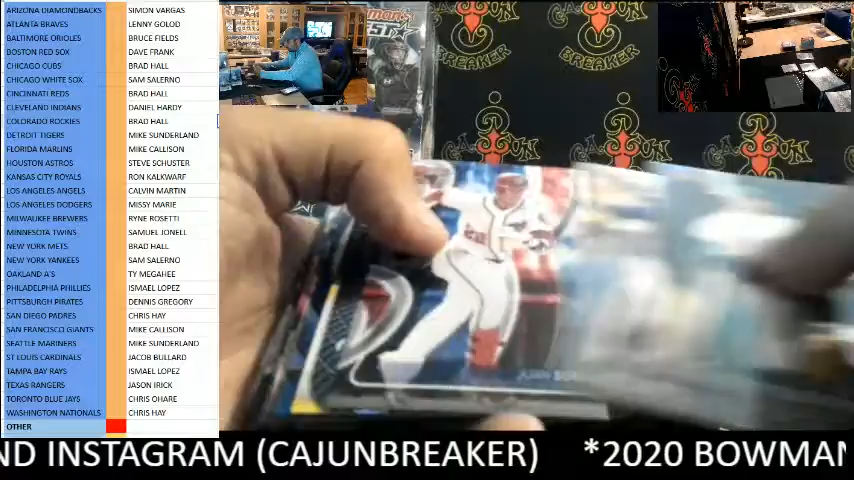 ARIZONA DIAMONDBACKS SIMON VARGAS
ATLANTA BRAVES LENNY GOLOD
BALTIMORE ORIOLES BRUCE FIELDS
BOSTON RED SOX DAVE FRANK
CHICAGO CUBS BRAD HALL
CHICAGO WHITE SOX SAM SALERNO
CINCINNATI REDS BRAD HALL
CLEVELAND INDIANS DANIEL HARDY
COLORADO ROCKIES BRAD HALL
DETROIT TIGERS MIKE SUNDERLAND
FLORIDA MARLINS MIKE CALLISON
HOUSTON ASTROS STEVE SCHUSTER
KANSAS CITY ROYALS RON KALKWARF
LOS ANGELES ANGELS CALVIN MARTIN
LOS ANGELES DODGERS MISSY MARIE
MILWAUKEE BREWERS RYNE ROSETTI
MINNESOTA TWINS SAMUEL JONELL
NEW YORK METS BRAD HALL
NEW YORK YANKEES SAM SALERNO
OAKLAND A'S TY MEGAHEE
PHILADELPHIA PHILLIES ISMAEL LOPEZ
PITTSBURGH PIRATES DENNIS GREGORY
SAN DIEGO PADRES CHRIS HAY
SAN FRANCISCO GIANTS MIKE CALLISON
SEATTLE MARINERS MIKE SUNDERLAND
ST LOUIS CARDINALS JACOB BULLARD
TAMPA BAY RAYS ISMAEL LOPEZ
TEXAS RANGERS JASON IRICK
TORONTO BLUE JAYS CHRIS OHARE
WASHINGTON NATIONALS CHRIS HAY
OTHER
CAJUN BREAKER
CAJUN BREAKER
ND INSTAGRAM (CAJUNBREAKER) *2020 BOWMAN